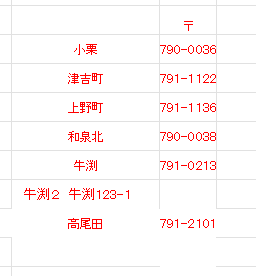 〒
小栗 790-0036
津吉町 791-1122
上野町 791-1136
和泉北 790-0038
牛渕 791-0213
牛渕２ 牛渕123-1
高尾田 791-2101